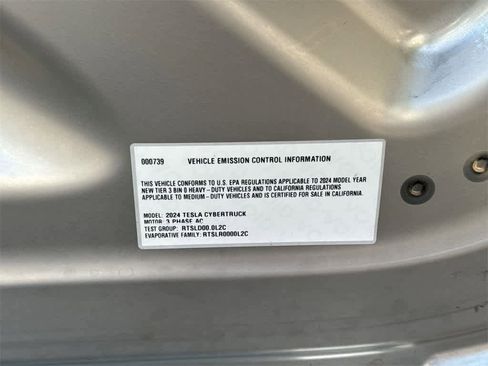 000739 VEHICLE EMISSION CONTROL INFORMATION
THIS VEHICLE CONFORMS TO U.S. EPA REGULATIONS APPLICABLE TO 2024 MODEL YEAR
NEW TIER 3 BIN 0 HEAVY-DUTY VEHICLES AND TO CALIFORNIA REGULATIONS
APPLICABLE TO MEDIUM-DUTY VEHICLES AND IS CERTIFIED FOR SALE IN CALIFORNIA.
MODEL: 2024 TESLA CYBERTRUCK
MOTOR: 3 PHASE AC
TEST GROUP: RTSLD00.0L2C
EVAPORATIVE FAMILY: RTSLR0000L2C